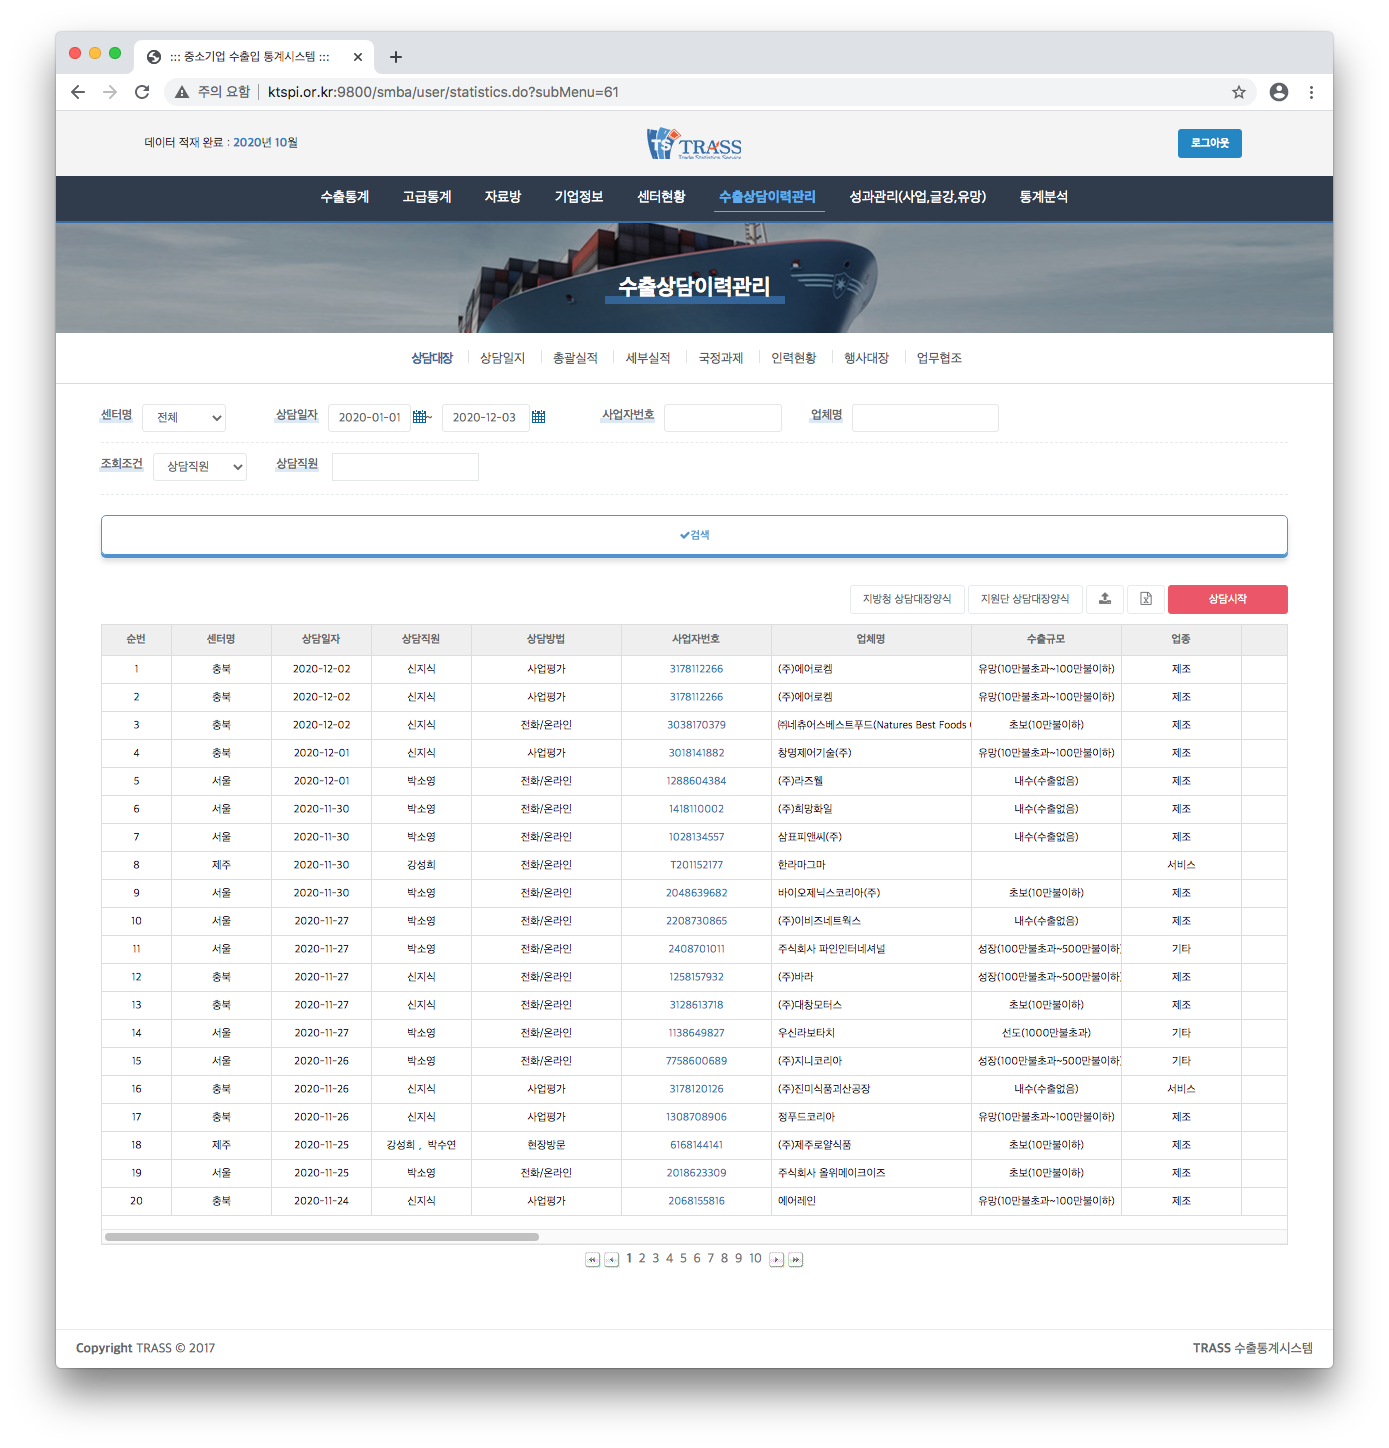 ::: 중소기업 수출입 통계시스템 :::
주의 요함 ktspi.or.kr:9800/smba/user/statistics.do?subMenu=61
데이터 적재 완료 : 2020년 10월 TS TRASS Trade Statistics Service 로그아웃
수출통계 고급통계 자료방 기업정보 센터현황 수출상담이력관리 성과관리(사업,글강,유망) 통계분석
수출상담이력관리
상담대장 상담일지 총괄실적 세부실적 국정과제 인력현황 행사대장 업무협조
센터명 전체 상담일자 2020-01-01 ~ 2020-12-03 사업자번호 업체명
조회조건 상담직원 상담직원
검색
지방청 상담대장양식 지원단 상담대장양식 상담시작
순번 센터명 상담일자 상담직원 상담방법 사업자번호 업체명 수출규모 업종
1 충북 2020-12-02 신지식 사업평가 3178112266 (주)에어로켐 유망(10만불초과~100만불이하) 제조
2 충북 2020-12-02 신지식 사업평가 3178112266 (주)에어로켐 유망(10만불초과~100만불이하) 제조
3 충북 2020-12-02 신지식 전화/온라인 3038170379 ㈜네츄어스베스트푸드(Natures Best Foods 초보(10만불이하) 제조
4 충북 2020-12-01 신지식 사업평가 3018141882 창명제어기술(주) 유망(10만불초과~100만불이하) 제조
5 서울 2020-12-01 박소영 전화/온라인 1288604384 (주)라즈웰 내수(수출없음) 제조
6 서울 2020-11-30 박소영 전화/온라인 1418110002 (주)희망화일 내수(수출없음) 제조
7 서울 2020-11-30 박소영 전화/온라인 1028134557 삼표피앤씨(주) 내수(수출없음) 제조
8 제주 2020-11-30 강성희 전화/온라인 T201152177 한라마그마 서비스
9 서울 2020-11-30 박소영 전화/온라인 2048639682 바이오제닉스코리아(주) 초보(10만불이하) 제조
10 서울 2020-11-27 박소영 전화/온라인 2208730865 (주)이비즈네트웍스 내수(수출없음) 제조
11 서울 2020-11-27 박소영 전화/온라인 2408701011 주식회사 파인인터네셔널 성장(100만불초과~500만불이하) 기타
12 충북 2020-11-27 신지식 전화/온라인 1258157932 (주)바라 성장(100만불초과~500만불이하) 제조
13 충북 2020-11-27 신지식 전화/온라인 3128613718 (주)대창모터스 초보(10만불이하) 제조
14 서울 2020-11-27 박소영 전화/온라인 1138649827 우신라보타치 선도(1000만불초과) 기타
15 서울 2020-11-26 박소영 전화/온라인 7758600689 (주)지니코리아 성장(100만불초과~500만불이하) 기타
16 충북 2020-11-26 신지식 사업평가 3178120126 (주)진미식품괴산공장 내수(수출없음) 서비스
17 충북 2020-11-26 신지식 사업평가 1308708906 정푸드코리아 유망(10만불초과~100만불이하) 제조
18 제주 2020-11-25 강성희 , 박수연 현장방문 6168144141 (주)제주로얄식품 초보(10만불이하) 제조
19 서울 2020-11-25 박소영 전화/온라인 2018623309 주식회사 올위메이크이즈 초보(10만불이하) 제조
20 충북 2020-11-24 신지식 사업평가 2068155816 에어레인 유망(10만불초과~100만불이하) 제조
1 2 3 4 5 6 7 8 9 10
Copyright TRASS © 2017 TRASS 수출통계시스템